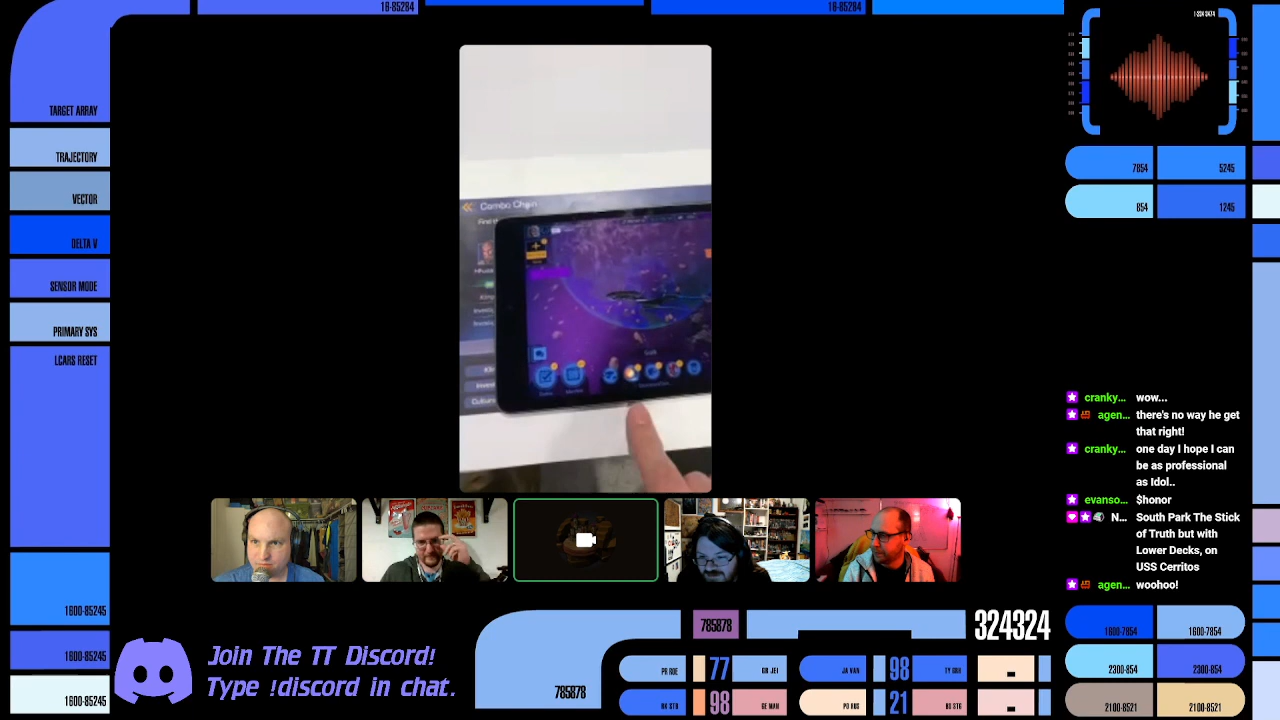 18-85284
18-85284
TARGET ARRAY
TRAJECTORY
VECTOR
DELTA V
SENSOR MODE
PRIMARY SYS
LCARS RESET
1600-85245
1600-85245
1600-85245
Combo Chain
7854
5245
854
1245
cranky... wow...
agen... there's no way he get
that right!
cranky... one day I hope I can
be as professional
as Idol..
evanso... $honor
N... South Park The Stick
of Truth but with
Lower Decks, on
USS Cerritos
agen... woohoo!
Join The TT Discord!
Type !discord in chat.
785878
785878
324324
77
98
98
21
1600-7854
1600-7854
2300-854
2300-854
2100-8521
2100-8521